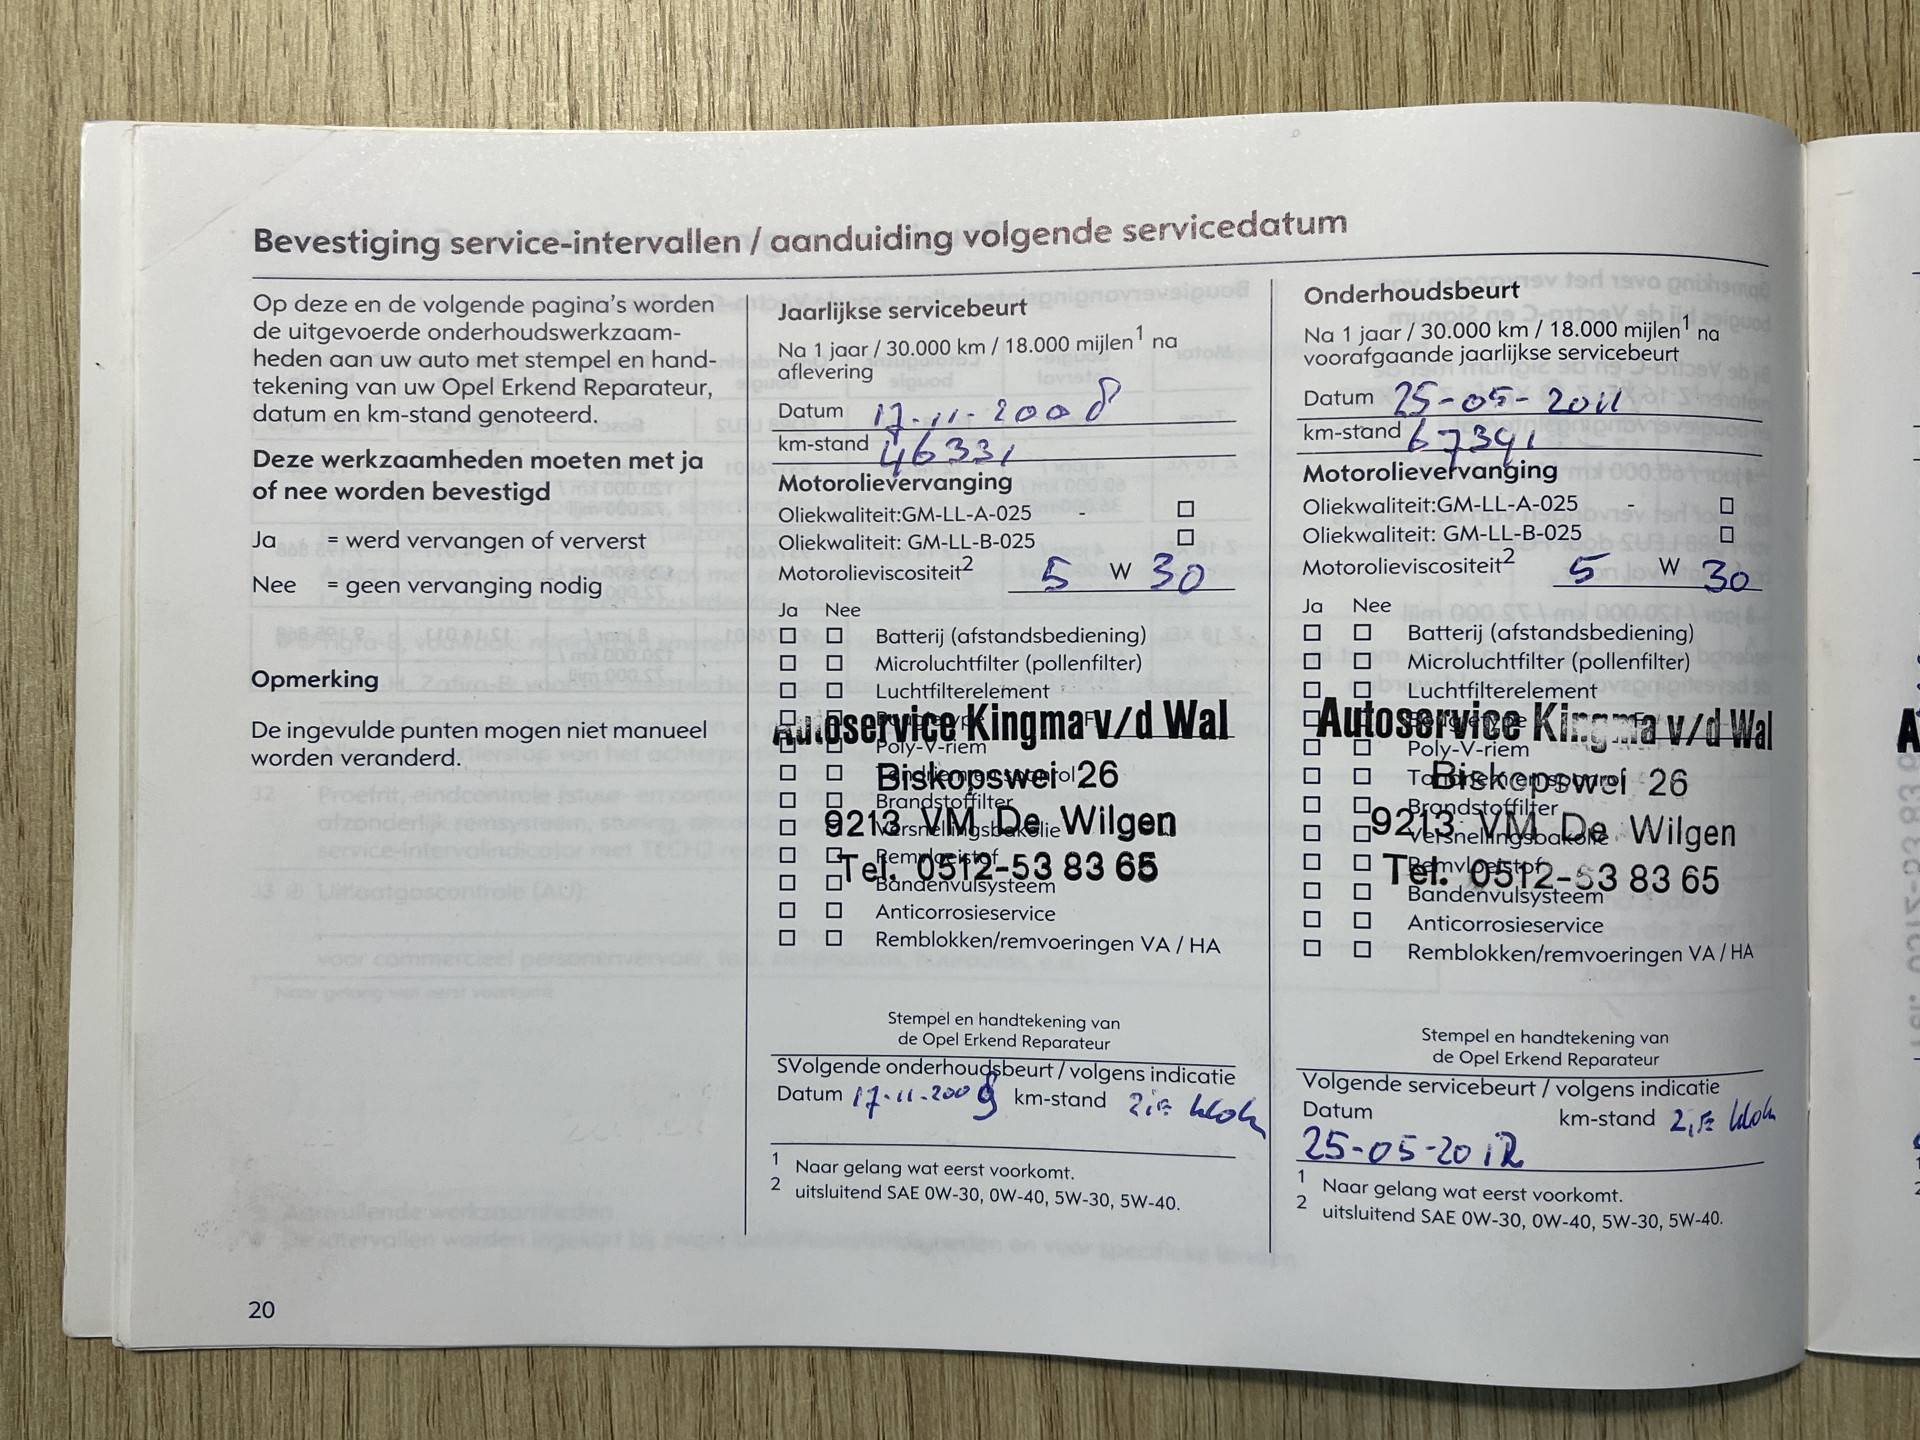 Bevestiging service-intervallen / aanduiding volgende servicedatum
Op deze en de volgende pagina's worden
de uitgevoerde onderhoudswerkzaam-
heden aan uw auto met stempel en hand-
tekening van uw Opel Erkend Reparateur,
datum en km-stand genoteerd.
Deze werkzaamheden moeten met ja
of nee worden bevestigd
Ja = werd vervangen of ververst
Nee = geen vervanging nodig
Opmerking
De ingevulde punten mogen niet manueel
worden veranderd.
20
Jaarlijkse servicebeurt
Na 1 jaar / 30.000 km / 18.000 mijlen1 na
aflevering
Datum 17-11-2008
km-stand 46331
Motorolievervanging
Oliekwaliteit:GM-LL-A-025 -
Oliekwaliteit: GM-LL-B-025
Motorolieviscositeit2 5 W 30
Ja Nee
Batterij (afstandsbediening)
Microluchtfilter (pollenfilter)
Luchtfilterelement
Autoservice Kingma v/d Wal
Poly-V-riem
Biskopswei 26
Brandstoffilter
9213 VM De Wilgen
Versnellingsbakolie
Remvloeistof
Tel. 0512-53 83 65
Bandenvulsysteem
Anticorrosieservice
Remblokken/remvoeringen VA / HA
Stempel en handtekening van
de Opel Erkend Reparateur
SVolgende onderhoudsbeurt / volgens indicatie
Datum 17-11-2009 km-stand zie klok
1 Naar gelang wat eerst voorkomt.
2 uitsluitend SAE 0W-30, 0W-40, 5W-30, 5W-40.
Onderhoudsbeurt
Na 1 jaar / 30.000 km / 18.000 mijlen1 na
voorafgaande jaarlijkse servicebeurt
Datum 25-05-2011
km-stand 67391
Motorolievervanging
Oliekwaliteit:GM-LL-A-025 -
Oliekwaliteit: GM-LL-B-025
Motorolieviscositeit2 5 W 30
Ja Nee
Batterij (afstandsbediening)
Microluchtfilter (pollenfilter)
Luchtfilterelement
Autoservice Kingma v/d Wal
Poly-V-riem
Biskopswei 26
Brandstoffilter
9213 VM De Wilgen
Versnellingsbakolie
Remvloeistof
Tel. 0512-53 83 65
Bandenvulsysteem
Anticorrosieservice
Remblokken/remvoeringen VA / HA
Stempel en handtekening van
de Opel Erkend Reparateur
Volgende servicebeurt / volgens indicatie
Datum km-stand zie klok
25-05-2012
1 Naar gelang wat eerst voorkomt.
2 uitsluitend SAE 0W-30, 0W-40, 5W-30, 5W-40.